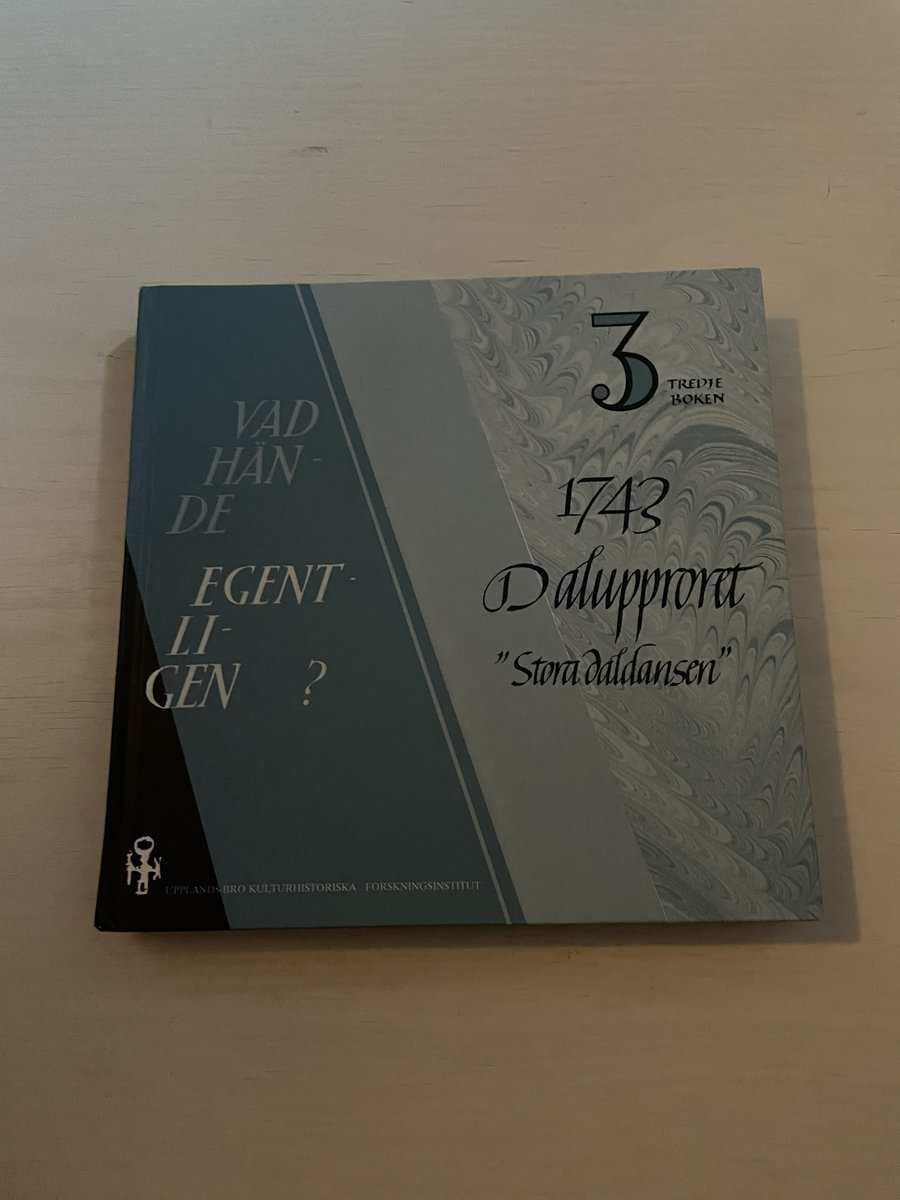 3
TREDJE
BOKEN
1743
Dalupproret
"Stora daldansen"
VAD
HÄN-
DE
EGENT-
LI-
GEN ?
UPPLANDS-BRO KULTURHISTORISKA FORSKNINGSINSTITUT